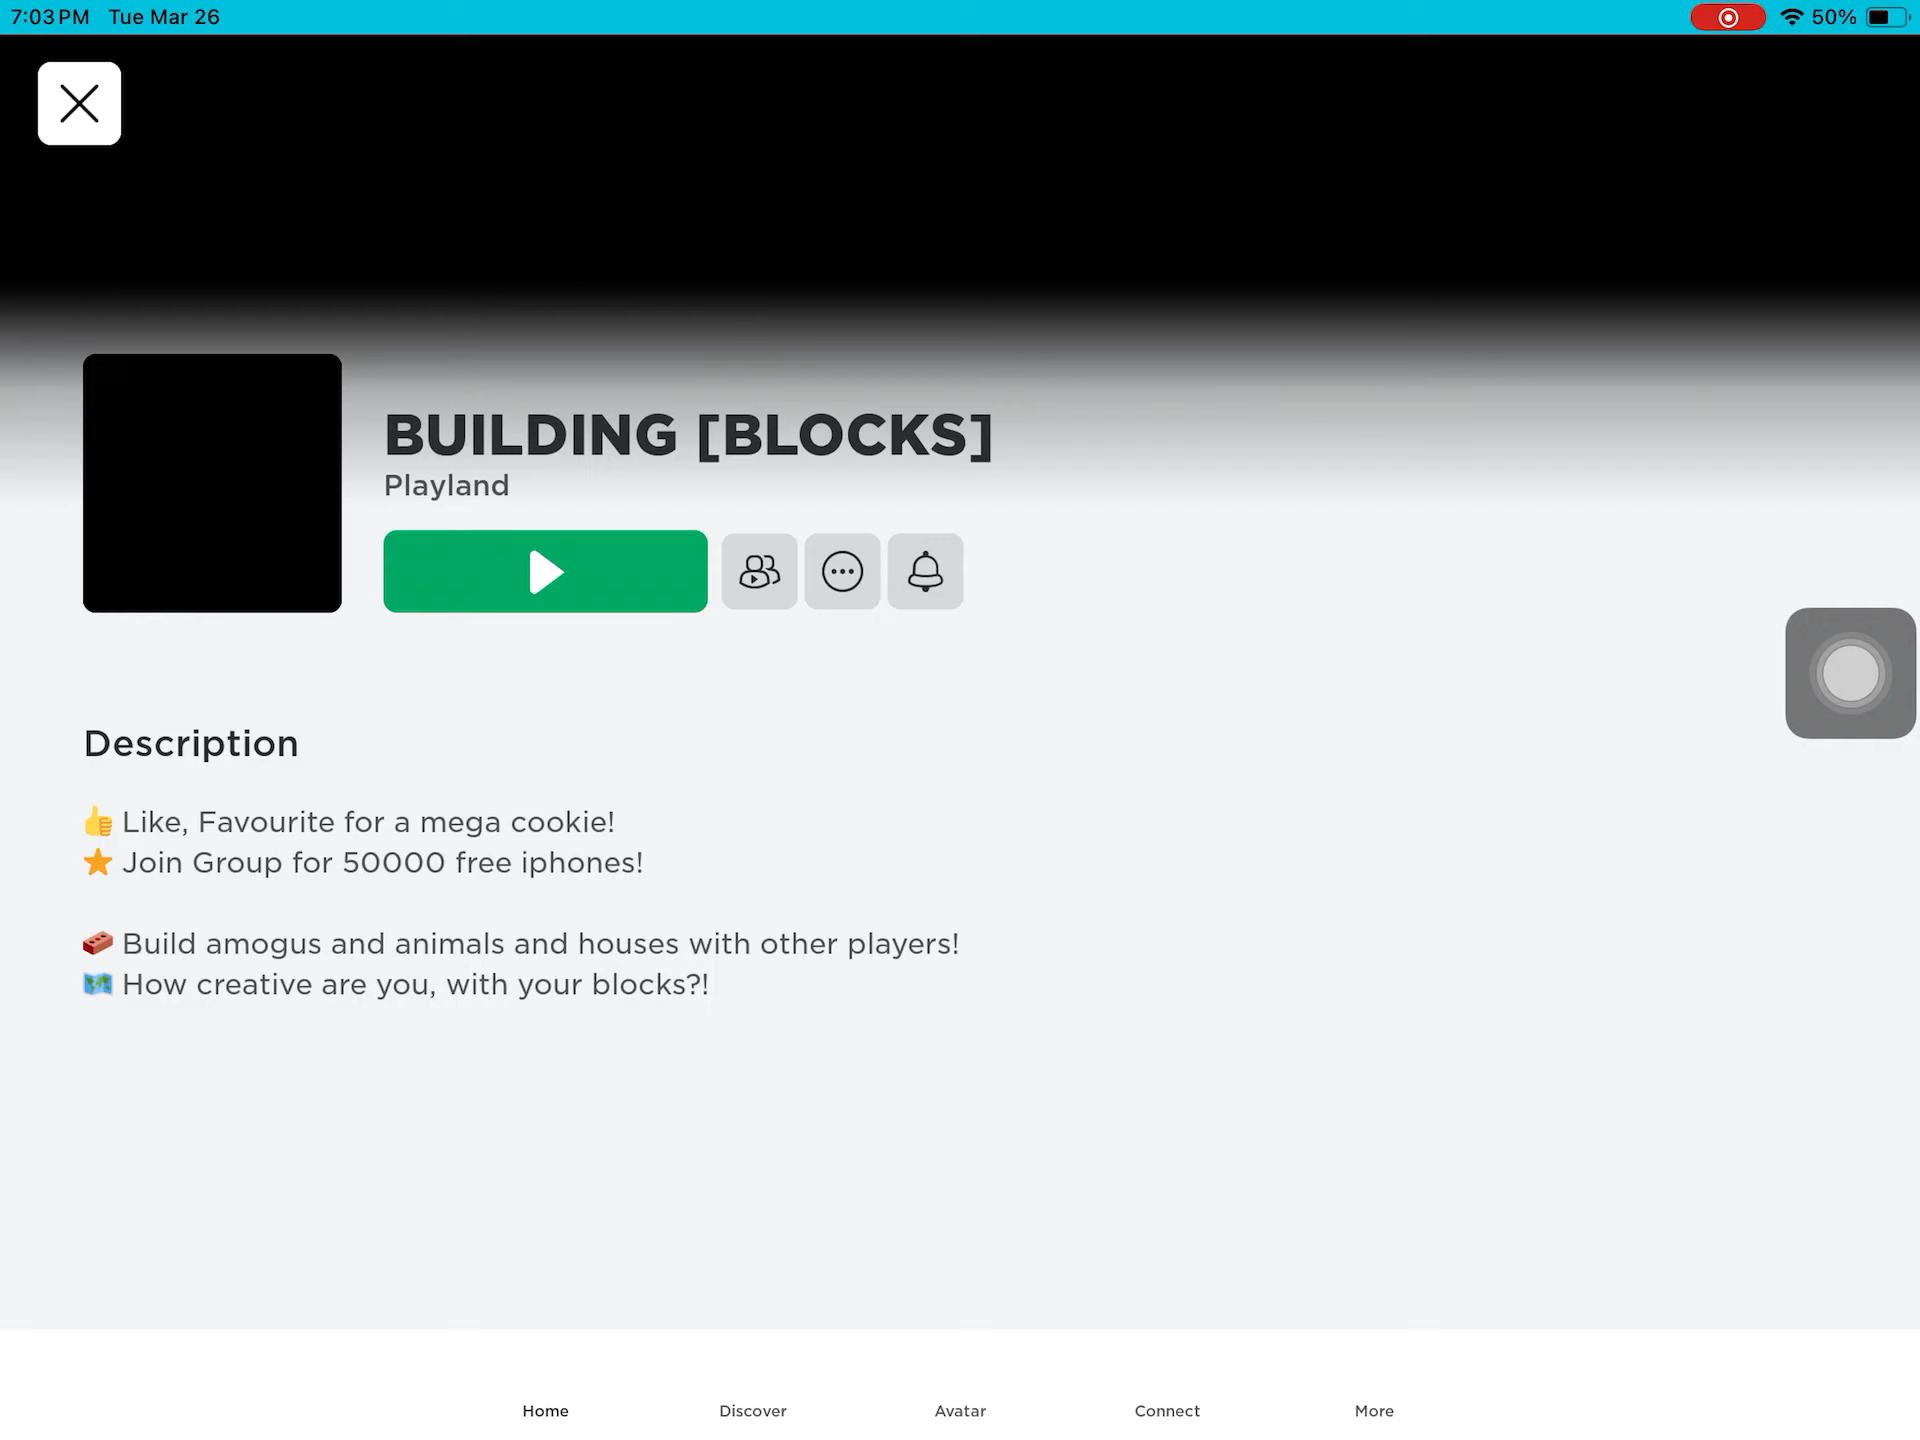 7:03 PM Tue Mar 26
50%
BUILDING [BLOCKS]
Playland
Description
👍 Like, Favourite for a mega cookie!
⭐ Join Group for 50000 free iphones!
🧱 Build amogus and animals and houses with other players!
🗺️ How creative are you, with your blocks?!
Home Discover Avatar Connect More